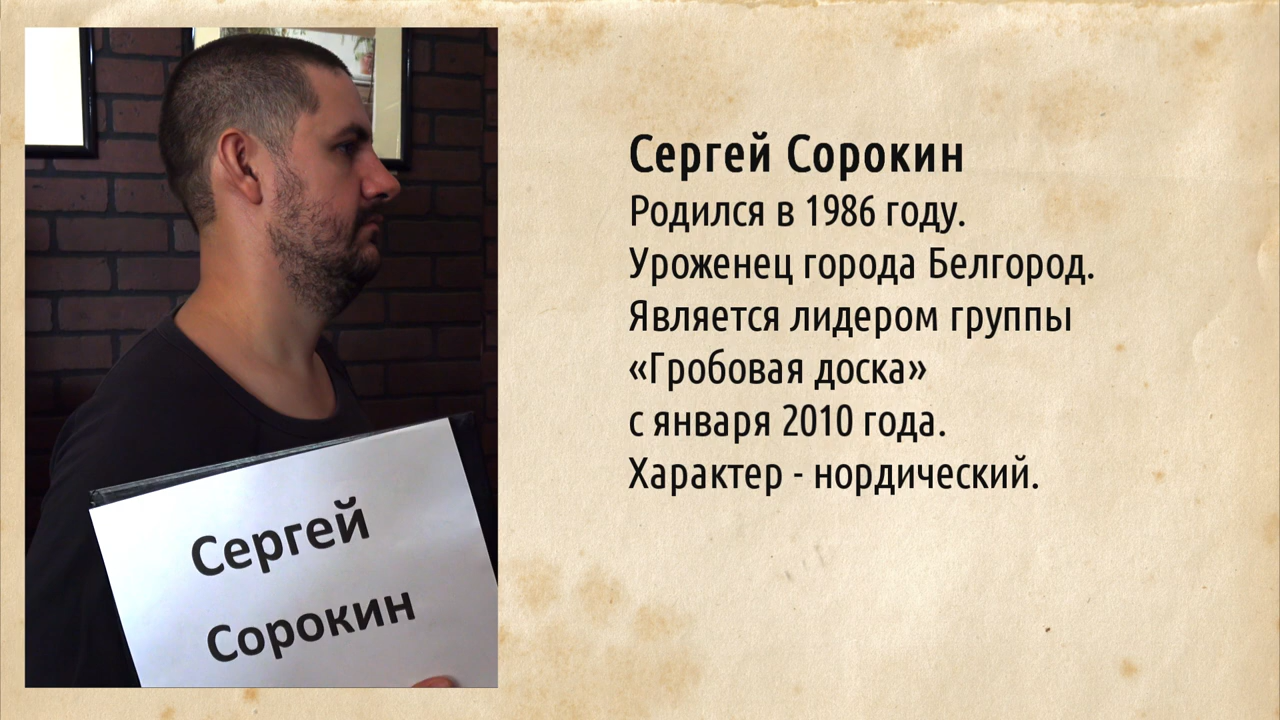 Сергей Сорокин
Родился в 1986 году.
Уроженец города Белгород.
Является лидером группы
«Гробовая доска»
с января 2010 года.
Характер - нордический.
Сергей
Сорокин